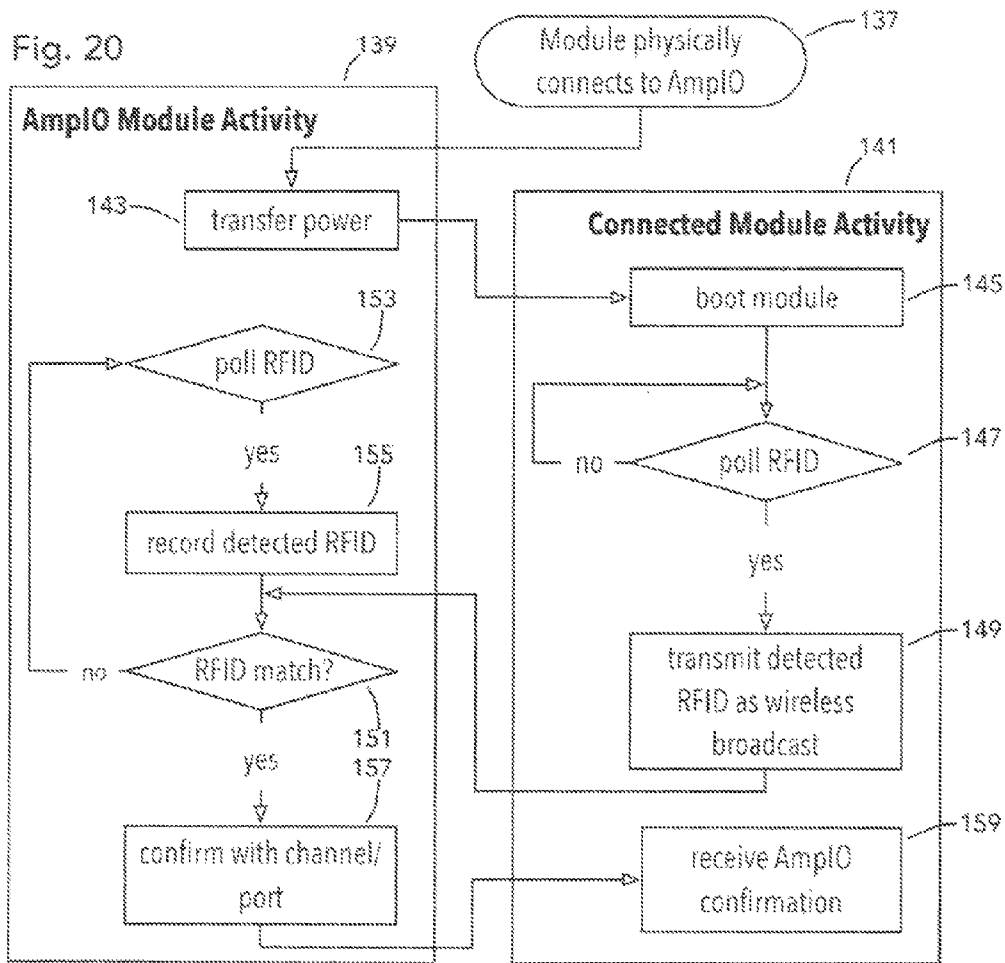 Fig. 20
139
Module physically
connects to AmpIO
137
AmpIO Module Activity
143
transfer power
141
Connected Module Activity
boot module
145
153
poll RFID
yes
155
record detected RFID
no
poll RFID
147
yes
RFID match?
no
151
157
yes
transmit detected
RFID as wireless
broadcast
149
confirm with channel/
port
receive AmpIO
confirmation
159